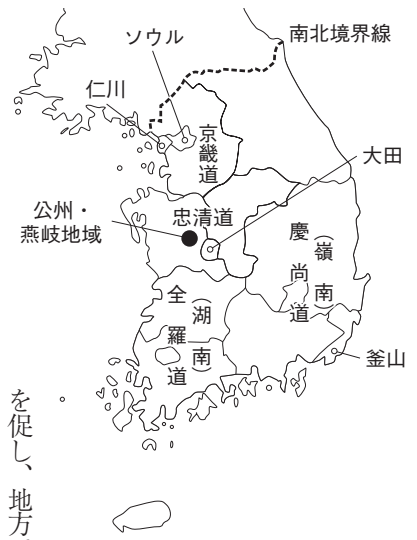 ソウル
南北境界線
仁川
京畿道
大田
公州・
燕岐地域
忠清道
慶尚道
（嶺南）
全羅道
（湖南）
釜山
を促し、地方